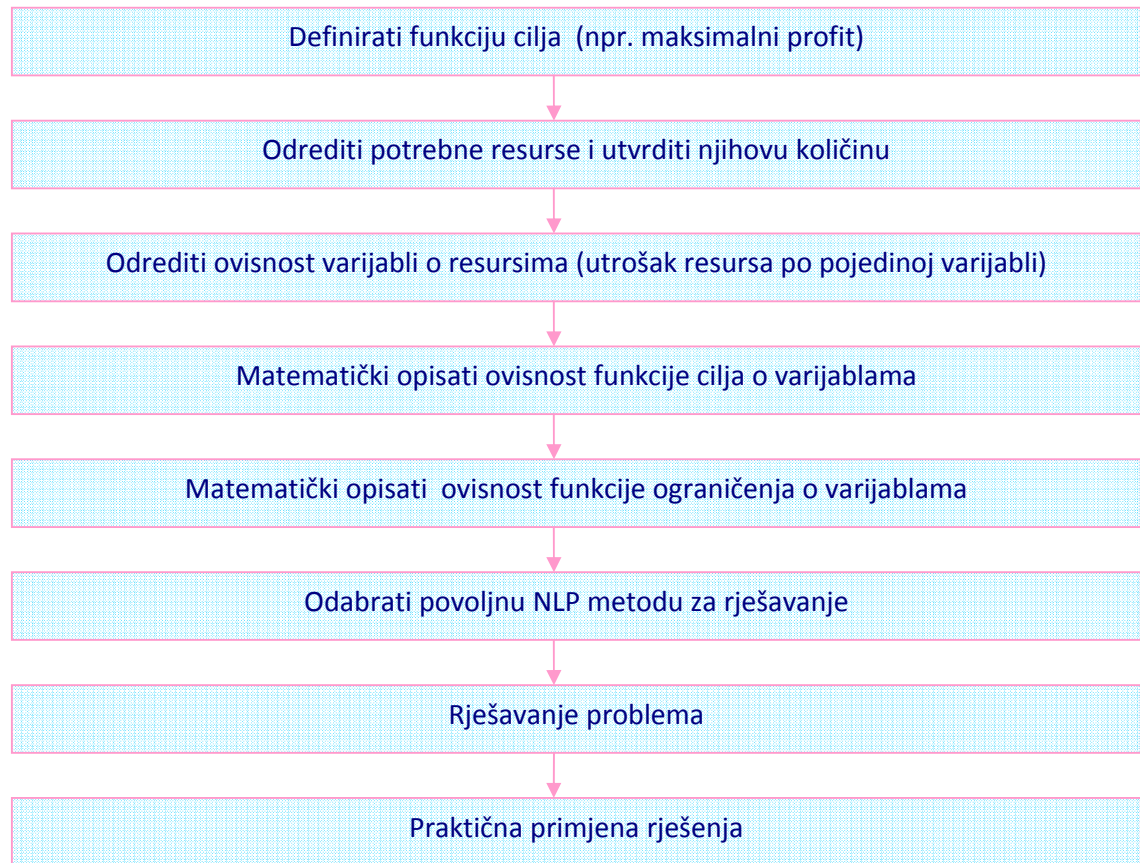 Definirati funkciju cilja  (npr. maksimalni profit)
Odrediti potrebne resurse i utvrditi njihovu količinu
Odrediti ovisnost varijabli o resursima (utrošak resursa po pojedinoj varijabli)
Matematički opisati ovisnost funkcije cilja o varijablama
Matematički opisati  ovisnost funkcije ograničenja o varijablama
Odabrati povoljnu NLP metodu za rješavanje
Rješavanje problema
Praktična primjena rješenja